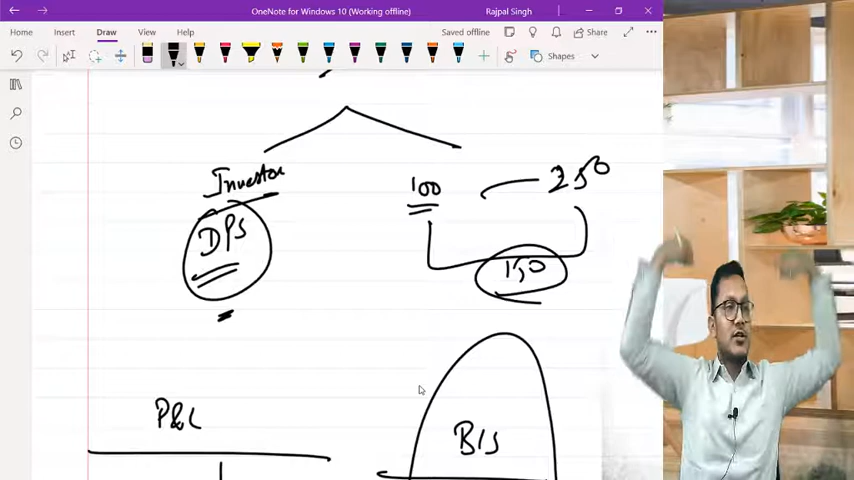 OneNote for Windows 10 (Working offline)
Rajpal Singh
Home Insert Draw View Help
Saved offline
Share
Shapes
Investor
DPS
100
250
150
P&L
B/S